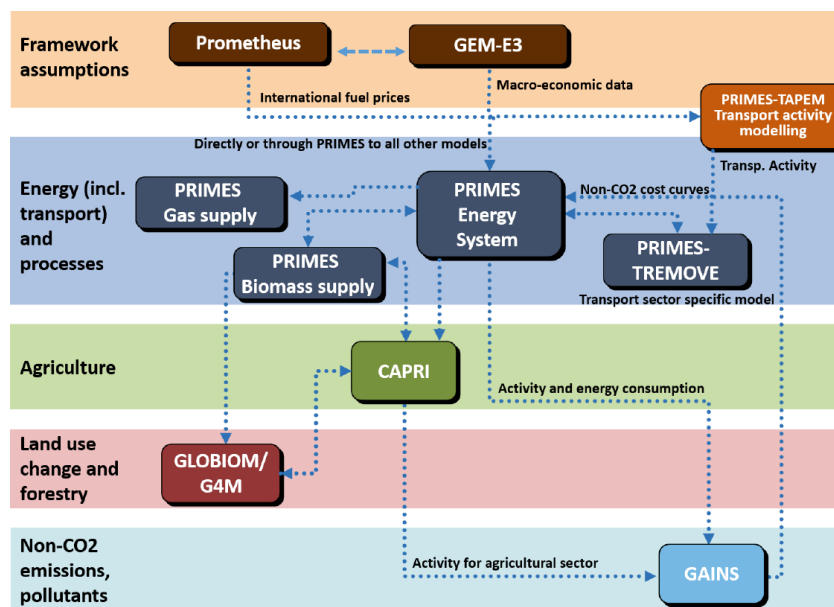 Framework
assumptions
Prometheus
GEM-E3
International fuel prices
Macro-economic data
PRIMES-TAPEM
Transport activity
modelling
Directly or through PRIMES to all other models
Transp. Activity
Energy (incl.
transport) and
processes
PRIMES
Gas supply
PRIMES
Energy
System
Non-CO2 cost curves
PRIMES
Biomass supply
PRIMES-
TREMOVE
Transport sector specific model
Agriculture
CAPRI
Activity and energy consumption
Land use
change and
forestry
GLOBIOM/
G4M
Non-CO2
emissions,
pollutants
Activity for agricultural sector
GAINS